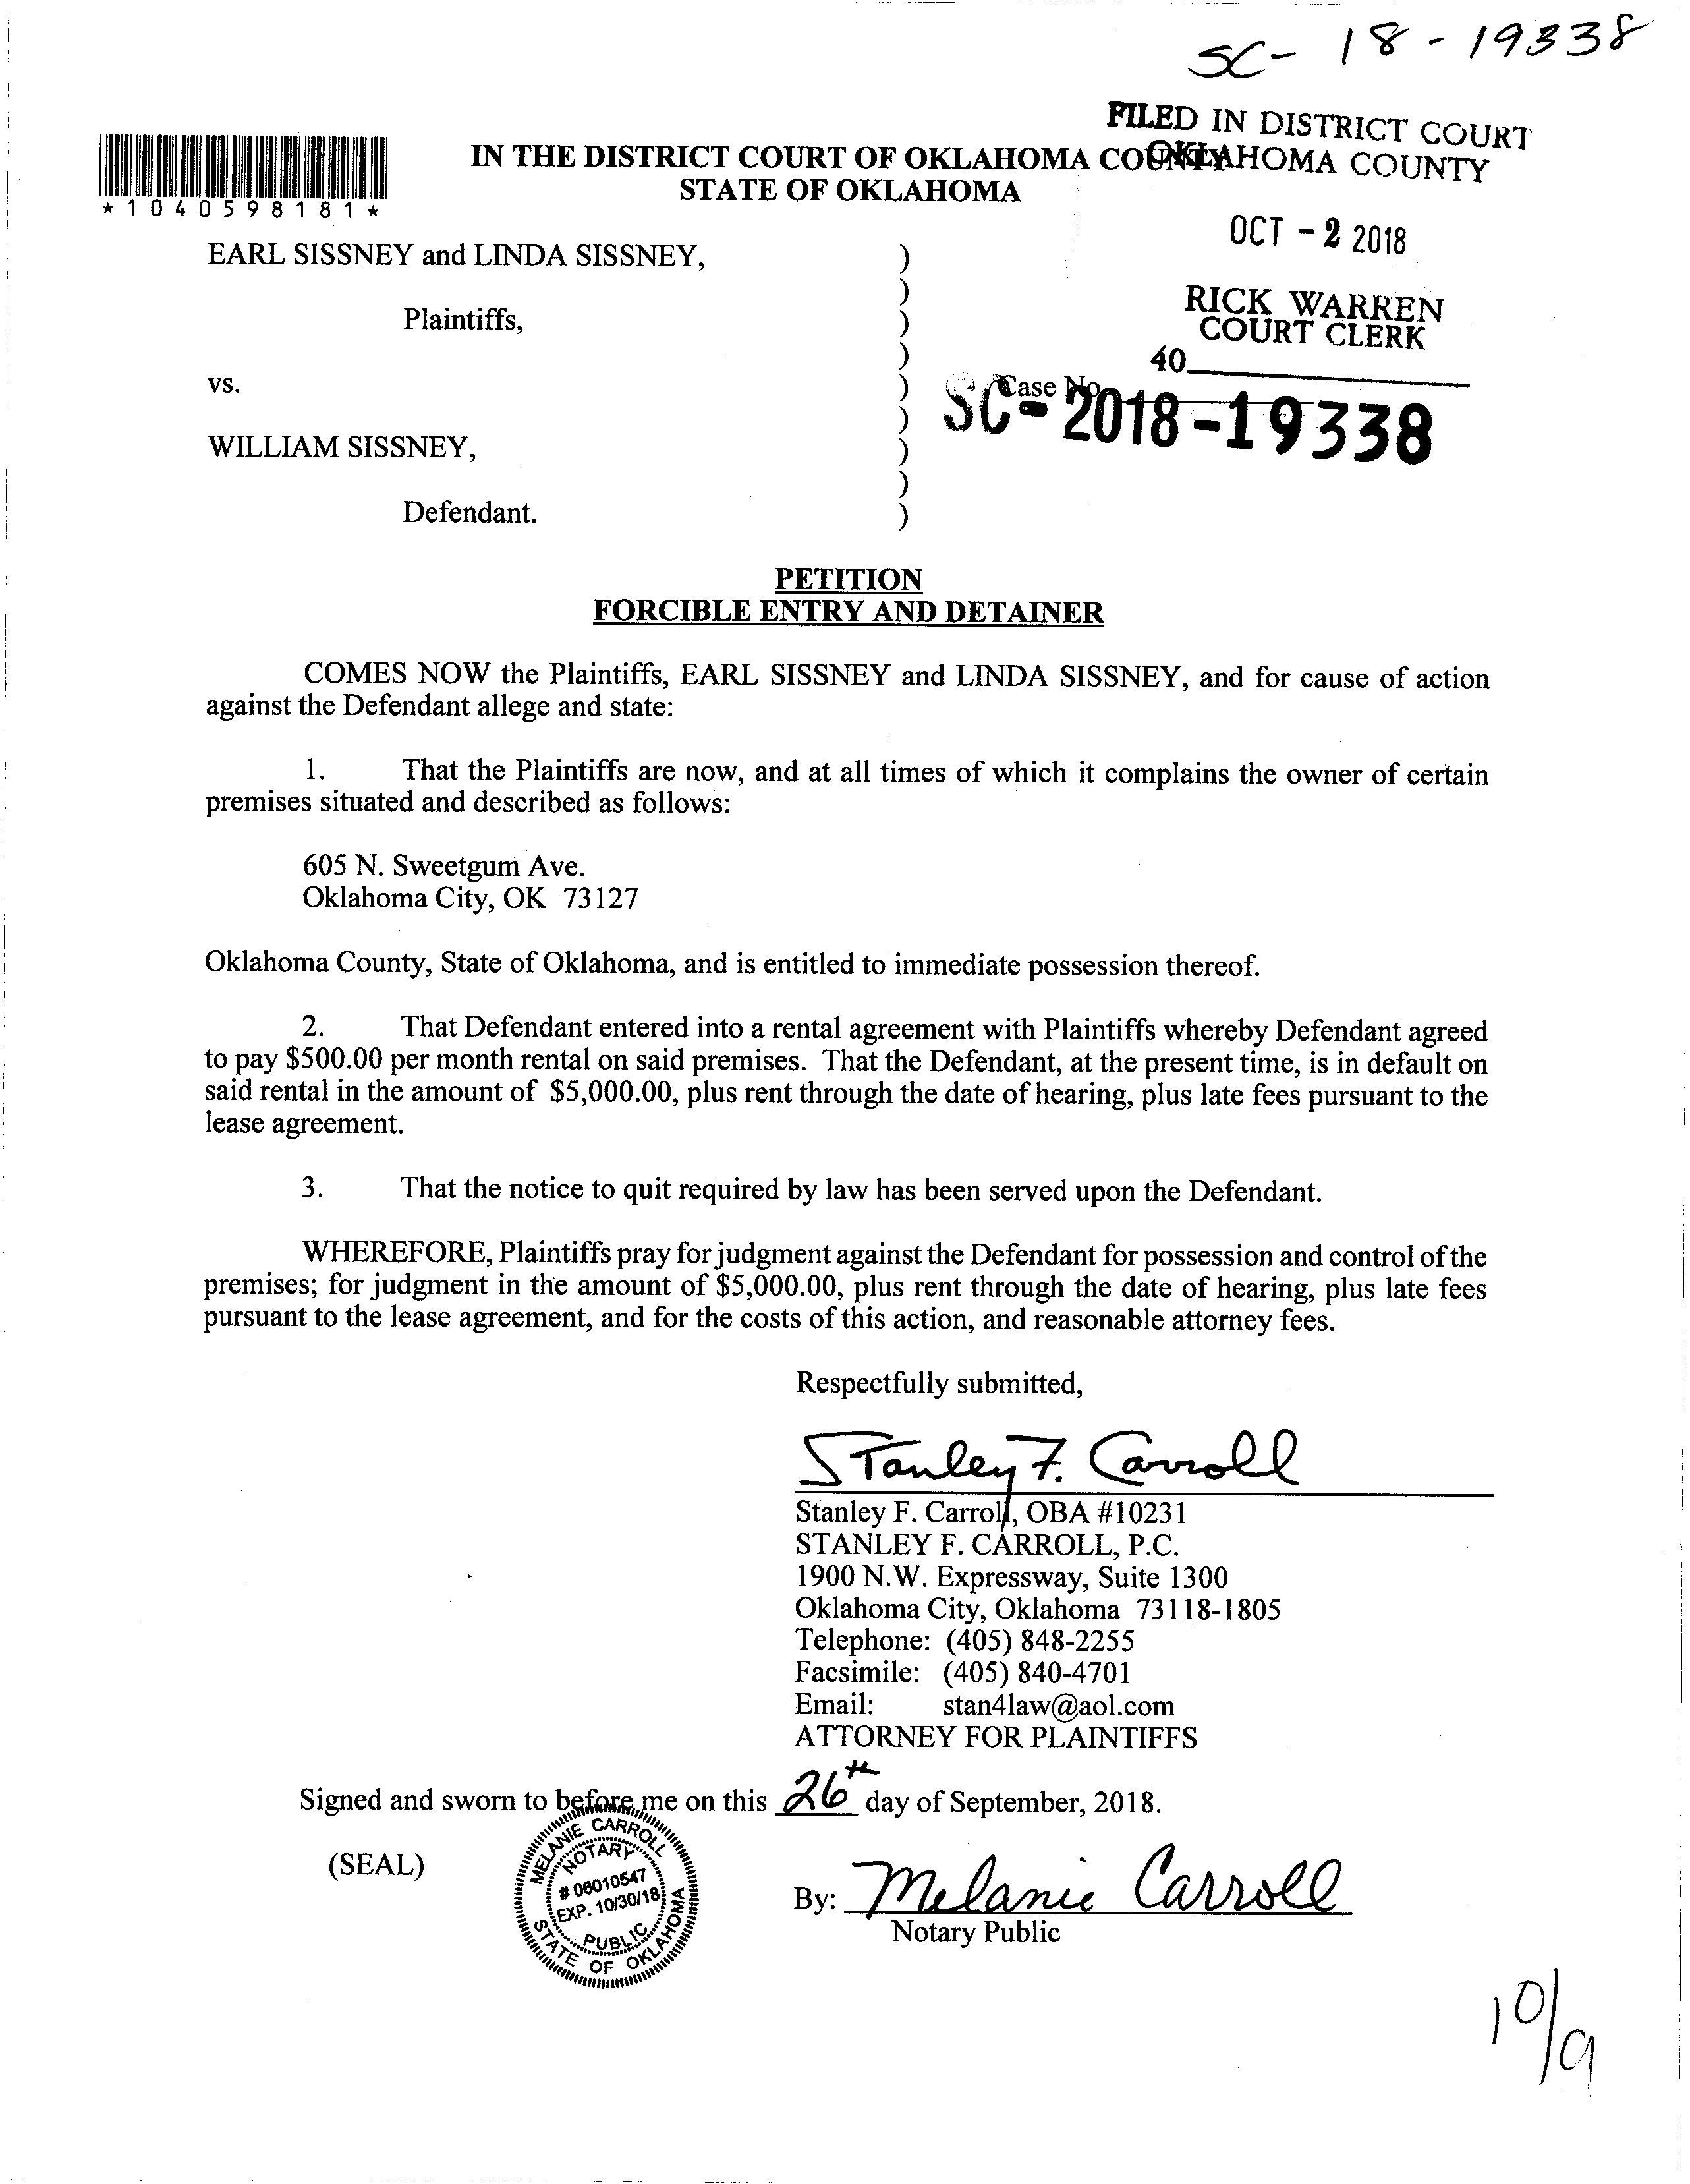 SC- 18-19338
FILED IN DISTRICT COURT
OKLAHOMA COUNTY
IN THE DISTRICT COURT OF OKLAHOMA COUNTY
STATE OF OKLAHOMA
*1040598181*
OCT - 2 2018
EARL SISSNEY and LINDA SISSNEY, )
)
Plaintiffs, )
)
RICK WARREN
COURT CLERK
40
vs. ) Case No.
SC-2018-19338
)
WILLIAM SISSNEY, )
)
Defendant. )
PETITION
FORCIBLE ENTRY AND DETAINER
COMES NOW the Plaintiffs, EARL SISSNEY and LINDA SISSNEY, and for cause of action
against the Defendant allege and state:
1. That the Plaintiffs are now, and at all times of which it complains the owner of certain
premises situated and described as follows:
605 N. Sweetgum Ave.
Oklahoma City, OK 73127
Oklahoma County, State of Oklahoma, and is entitled to immediate possession thereof.
2. That Defendant entered into a rental agreement with Plaintiffs whereby Defendant agreed
to pay $500.00 per month rental on said premises. That the Defendant, at the present time, is in default on
said rental in the amount of $5,000.00, plus rent through the date of hearing, plus late fees pursuant to the
lease agreement.
3. That the notice to quit required by law has been served upon the Defendant.
WHEREFORE, Plaintiffs pray for judgment against the Defendant for possession and control of the
premises; for judgment in the amount of $5,000.00, plus rent through the date of hearing, plus late fees
pursuant to the lease agreement, and for the costs of this action, and reasonable attorney fees.
Respectfully submitted,
Stanley F. Carroll
Stanley F. Carroll, OBA #10231
STANLEY F. CARROLL, P.C.
1900 N.W. Expressway, Suite 1300
Oklahoma City, Oklahoma 73118-1805
Telephone: (405) 848-2255
Facsimile: (405) 840-4701
Email: stan4law@aol.com
ATTORNEY FOR PLAINTIFFS
Signed and sworn to before me on this 26th day of September, 2018.
(SEAL)
MELANIE CARROLL
NOTARY
# 06010547
EXP. 10/30/18
PUBLIC
STATE OF OKLAHOMA
By: Melanie Carroll
Notary Public
10/9